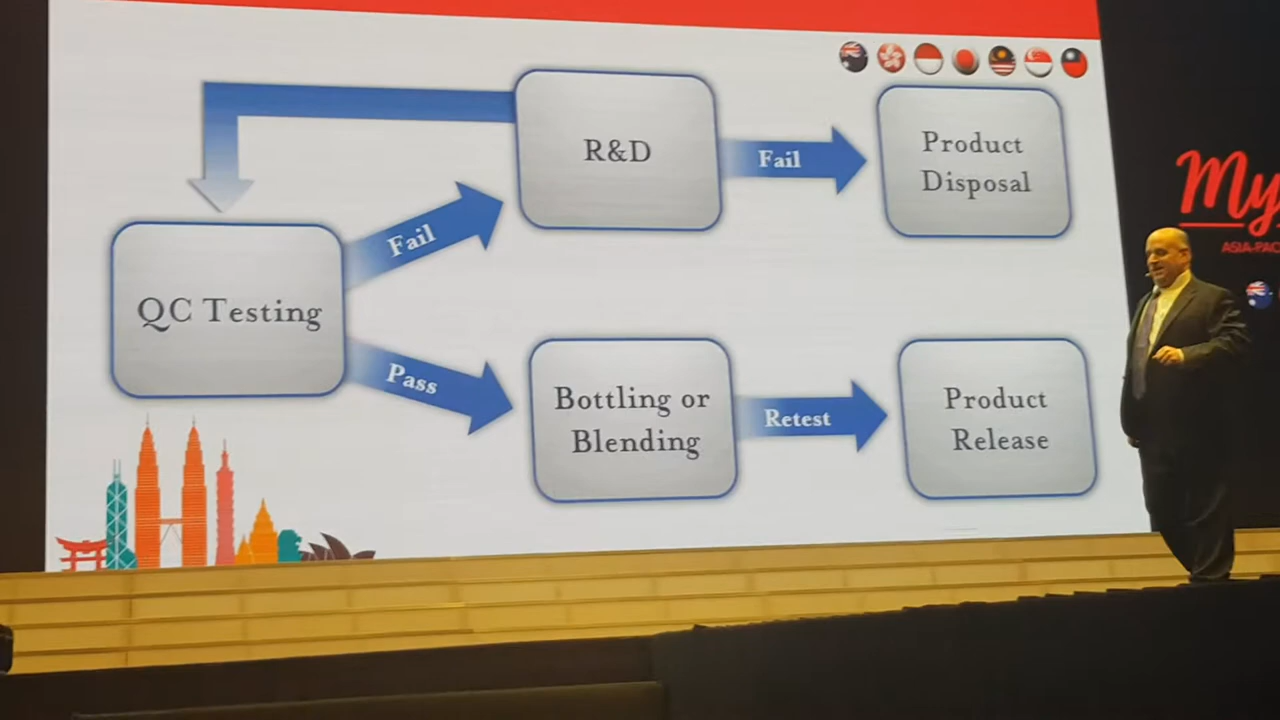 R&D
Fail
Product
Disposal
Fail
QC Testing
Pass
Bottling or
Blending
Retest
Product
Release
My